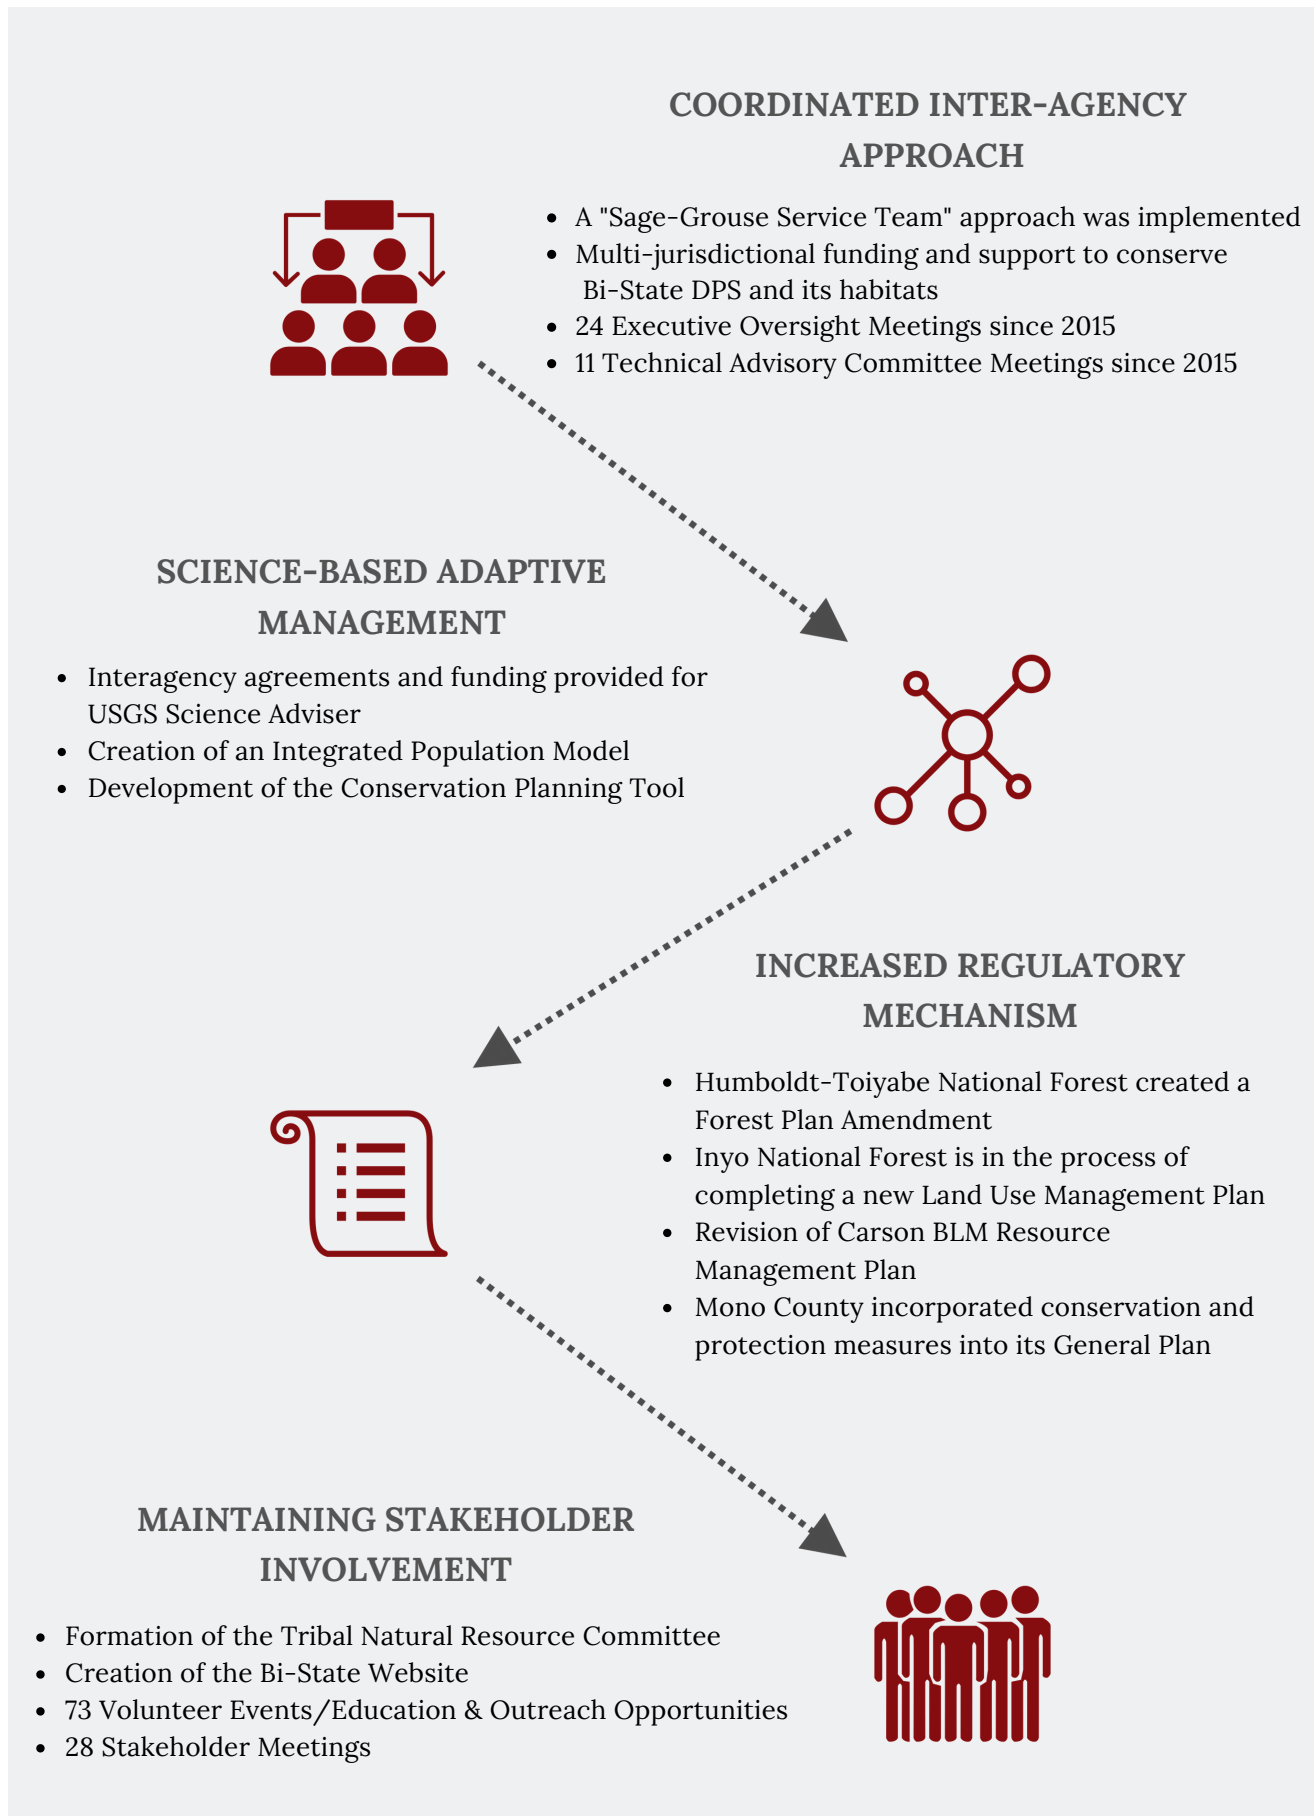 COORDINATED INTER-AGENCY
APPROACH
• A "Sage-Grouse Service Team" approach was implemented
• Multi-jurisdictional funding and support to conserve
Bi-State DPS and its habitats
• 24 Executive Oversight Meetings since 2015
• 11 Technical Advisory Committee Meetings since 2015
SCIENCE-BASED ADAPTIVE
MANAGEMENT
• Interagency agreements and funding provided for
USGS Science Adviser
• Creation of an Integrated Population Model
• Development of the Conservation Planning Tool
INCREASED REGULATORY
MECHANISM
• Humboldt-Toiyabe National Forest created a
Forest Plan Amendment
• Inyo National Forest is in the process of
completing a new Land Use Management Plan
• Revision of Carson BLM Resource
Management Plan
• Mono County incorporated conservation and
protection measures into its General Plan
MAINTAINING STAKEHOLDER
INVOLVEMENT
• Formation of the Tribal Natural Resource Committee
• Creation of the Bi-State Website
• 73 Volunteer Events/Education & Outreach Opportunities
• 28 Stakeholder Meetings